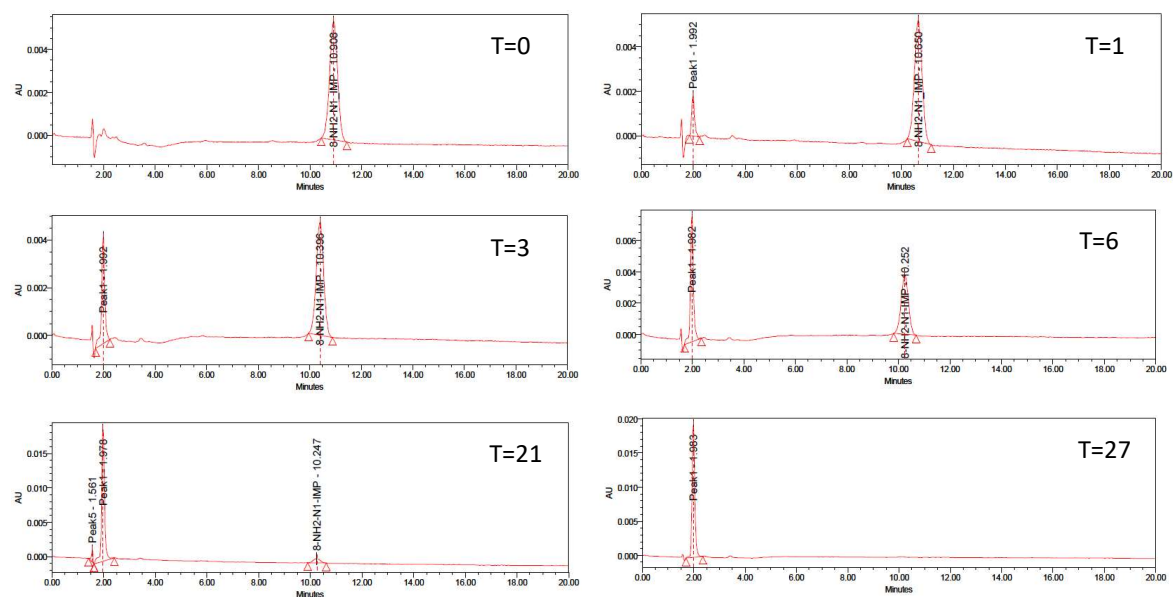 T=0
AU
0.004
0.002
0.000
8-NH2-N1-IMP - 10.908
0.00 2.00 4.00 6.00 8.00 10.00 12.00 14.00 16.00 18.00 20.00
Minutes
T=1
AU
0.004
0.002
0.000
Peak1 - 1.992
8-NH2-N1-IMP - 10.650
0.00 2.00 4.00 6.00 8.00 10.00 12.00 14.00 16.00 18.00 20.00
Minutes
T=3
AU
0.004
0.002
0.000
Peak1 - 1.992
8-NH2-N1-IMP - 10.396
0.00 2.00 4.00 6.00 8.00 10.00 12.00 14.00 16.00 18.00 20.00
Minutes
T=6
AU
0.006
0.004
0.002
0.000
Peak1 - 1.982
8-NH2-N1-IMP - 10.252
0.00 2.00 4.00 6.00 8.00 10.00 12.00 14.00 16.00 18.00 20.00
Minutes
T=21
AU
0.015
0.010
0.005
0.000
Peak5 - 1.561
Peak1 - 1.978
8-NH2-N1-IMP - 10.247
0.00 2.00 4.00 6.00 8.00 10.00 12.00 14.00 16.00 18.00 20.00
Minutes
T=27
AU
0.020
0.015
0.010
0.005
0.000
Peak1 - 1.983
0.00 2.00 4.00 6.00 8.00 10.00 12.00 14.00 16.00 18.00 20.00
Minutes